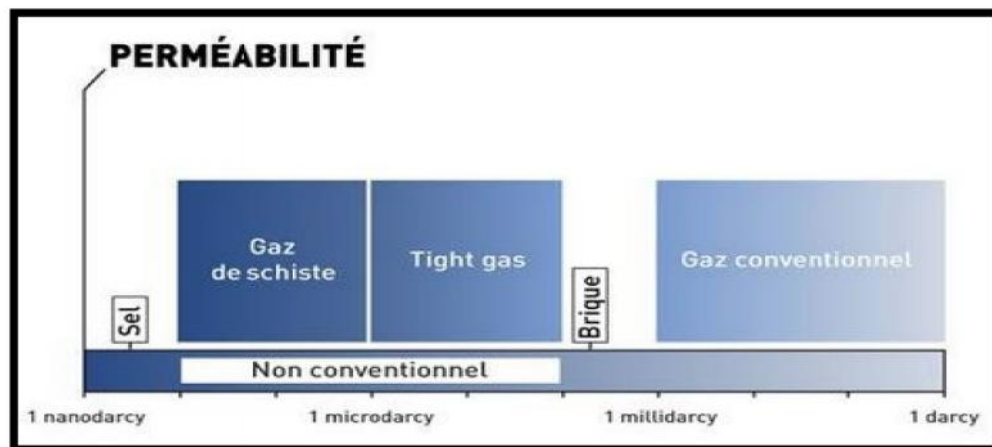 PERMÉABILITÉ
Gaz
de schiste
Tight gas
Gaz conventionnel
Sel
Brique
Non conventionnel
1 nanodarcy
1 microdarcy
1 millidarcy
1 darcy